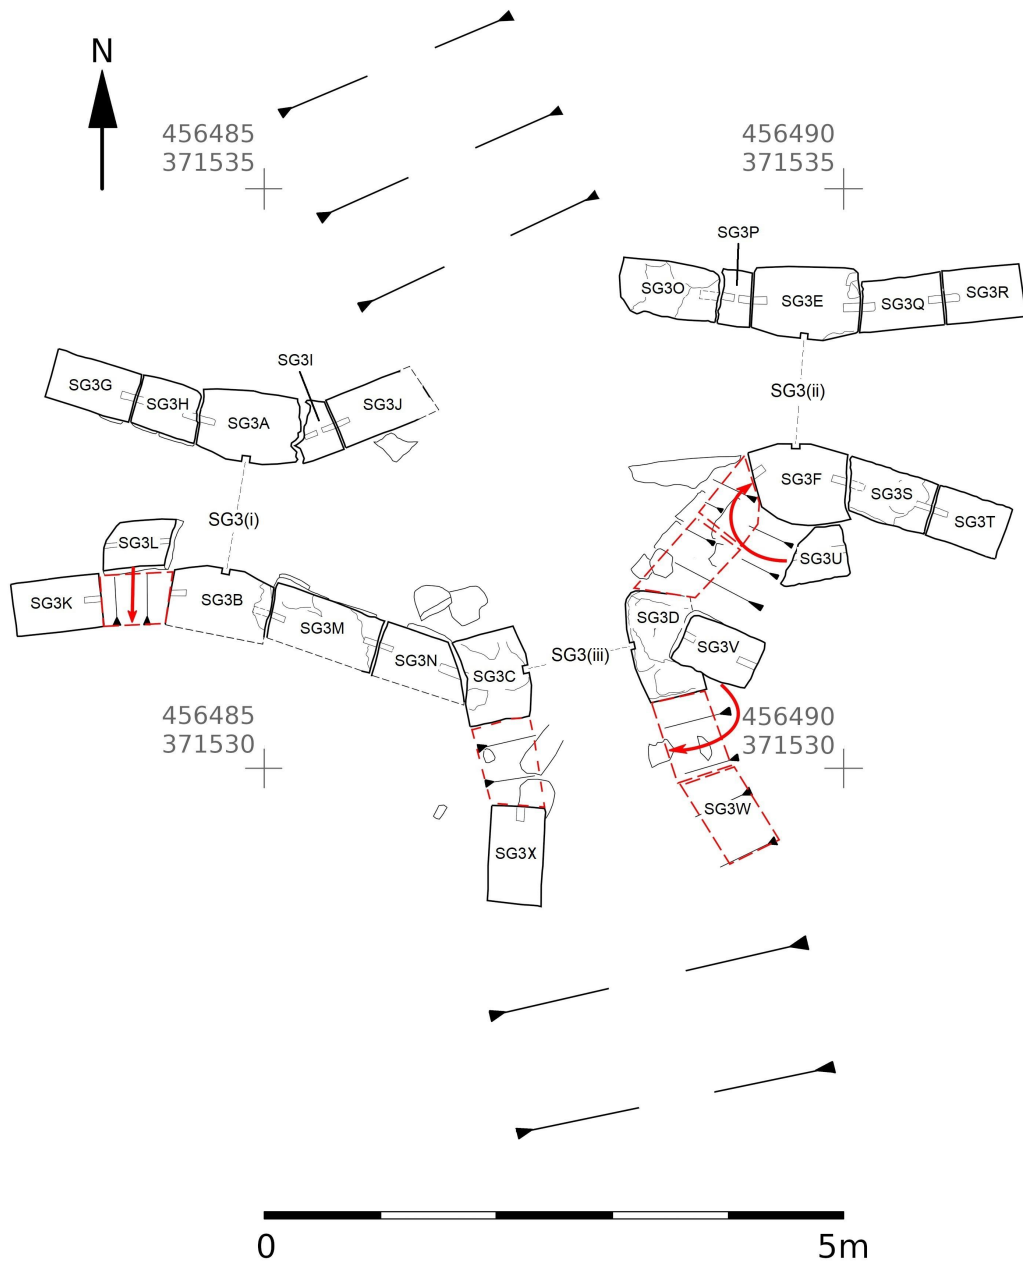 N
456485
371535
456490
371535
SG3P
SG3O
SG3E
SG3Q
SG3R
SG3I
SG3G
SG3H
SG3A
SG3J
SG3(ii)
SG3F
SG3S
SG3T
SG3(i)
SG3L
SG3U
SG3K
SG3B
SG3M
SG3N
SG3C
SG3(iii)
SG3D
SG3V
456485
371530
456490
371530
SG3W
SG3X
0
5m